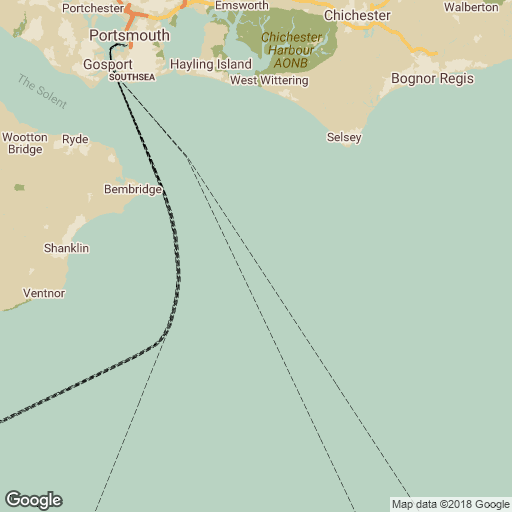 Portchester
Emsworth
Walberton
Chichester
Portsmouth
Chichester
Harbour
AONB
Gosport
Hayling Island
SOUTHSEA
West Wittering
Bognor Regis
The Solent
Wootton
Bridge
Ryde
Selsey
Bembridge
Shanklin
Ventnor
Google
Map data ©2018 Google